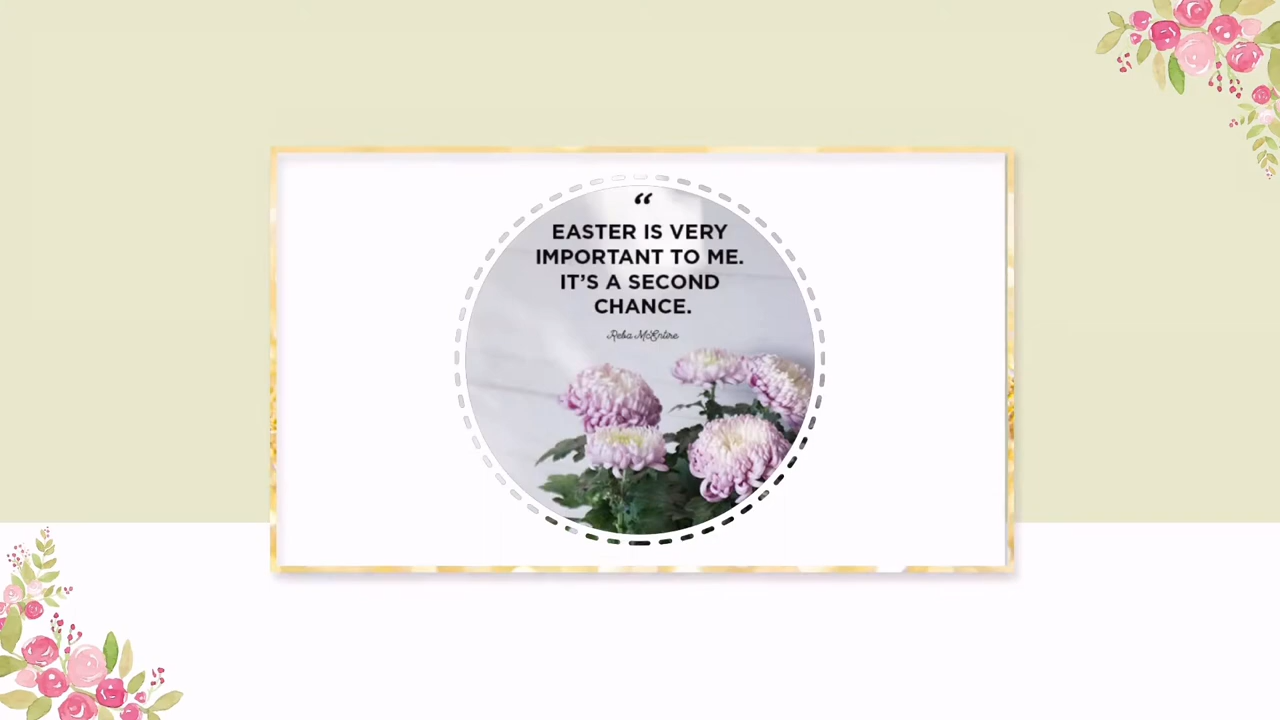 “
EASTER IS VERY
IMPORTANT TO ME.
IT’S A SECOND
CHANCE.
Reba McEntire